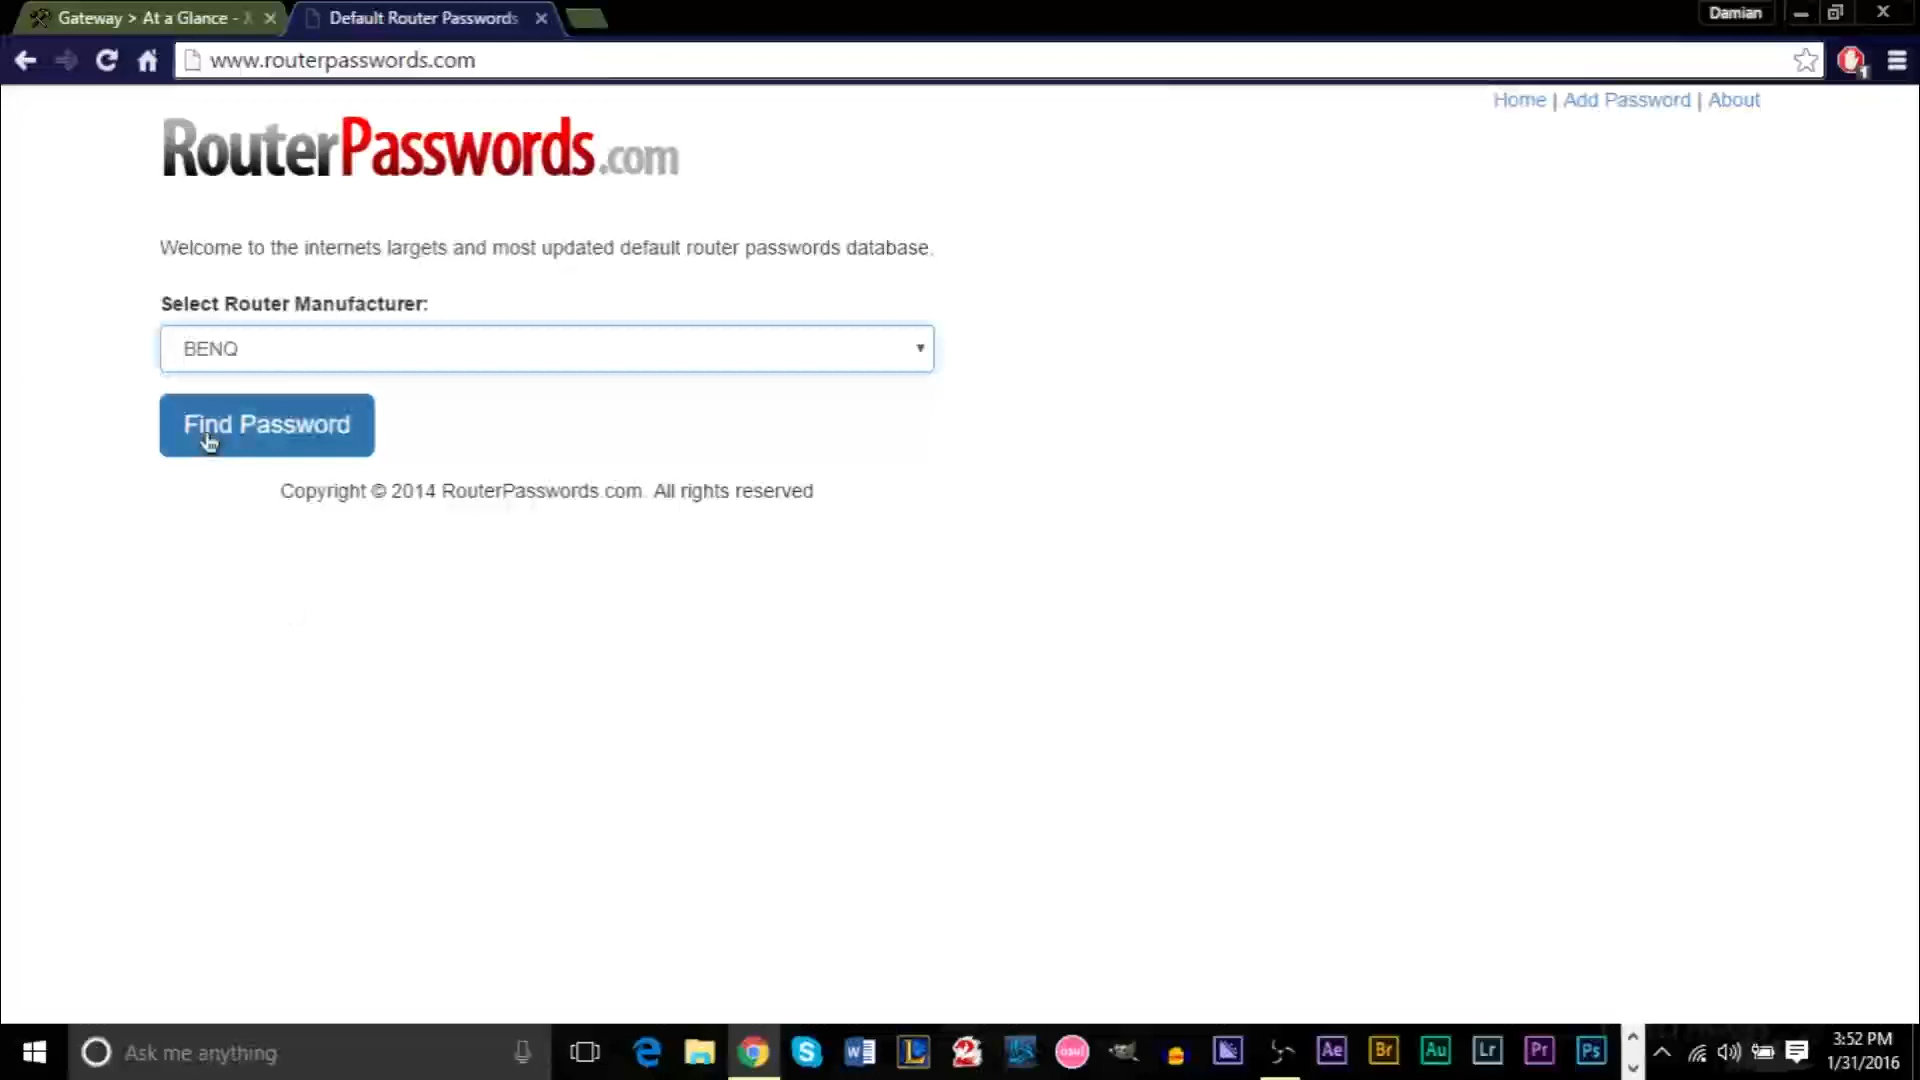 Gateway > At a Glance -
Default Router Passwords
Damian
www.routerpasswords.com
1
Home | Add Password | About
RouterPasswords.com
Welcome to the internets largets and most updated default router passwords database.
Select Router Manufacturer:
BENQ
Find Password
Copyright © 2014 RouterPasswords.com. All rights reserved
Ask me anything
osu!
Ae
Br
Au
Lr
Pr
Ps
3:52 PM
1/31/2016